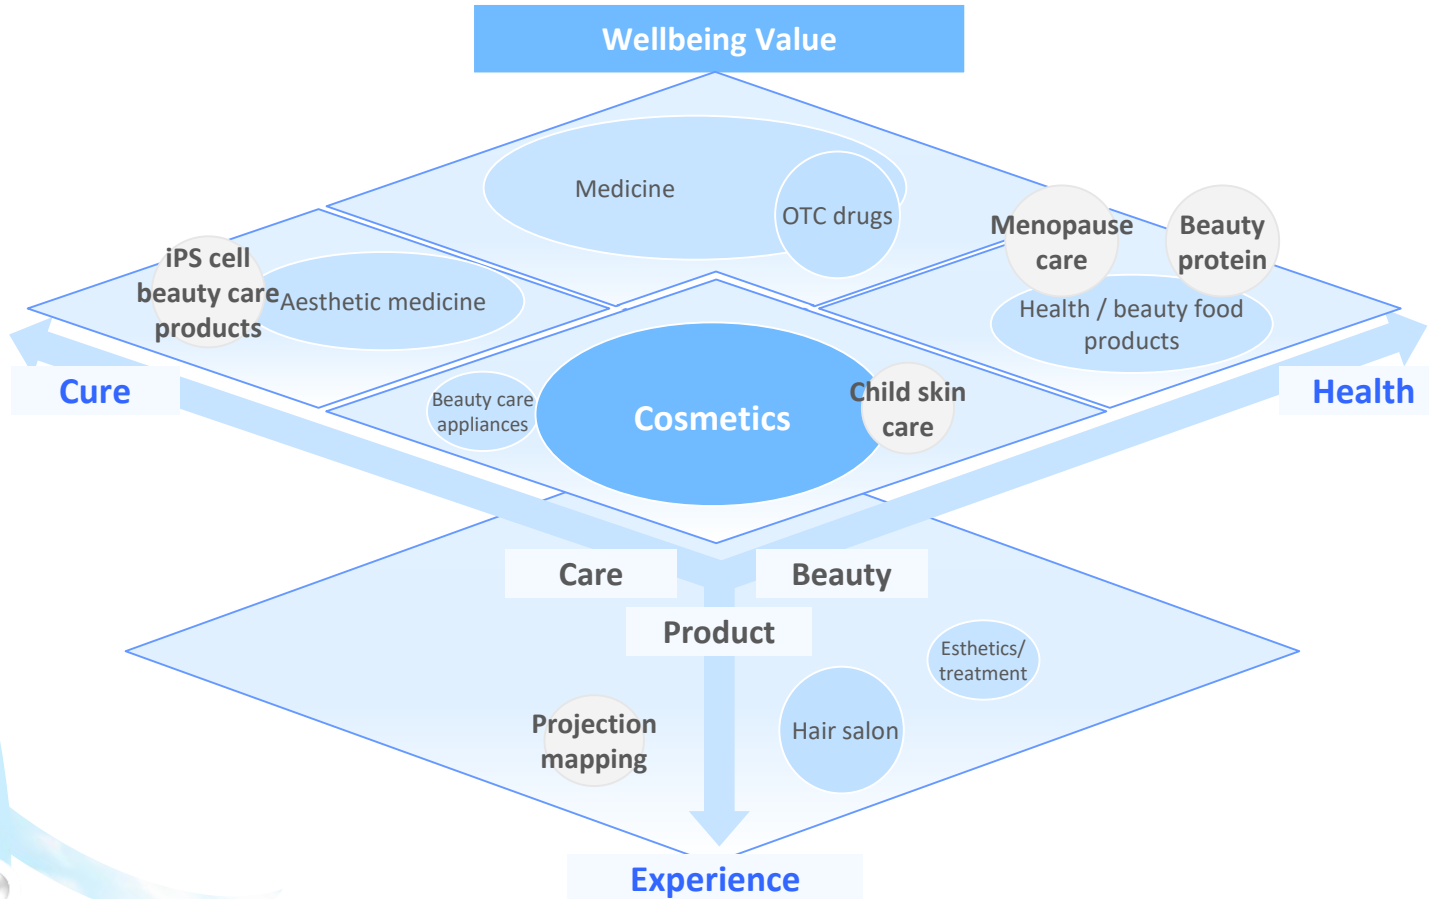 Wellbeing Value
Medicine
OTC drugs
Menopause
care
Beauty
protein
iPS cell
beauty care
products
Aesthetic medicine
Health / beauty food
products
Cure
Health
Beauty care
appliances
Cosmetics
Child skin
care
Care
Beauty
Product
Esthetics/
treatment
Projection
mapping
Hair salon
Experience